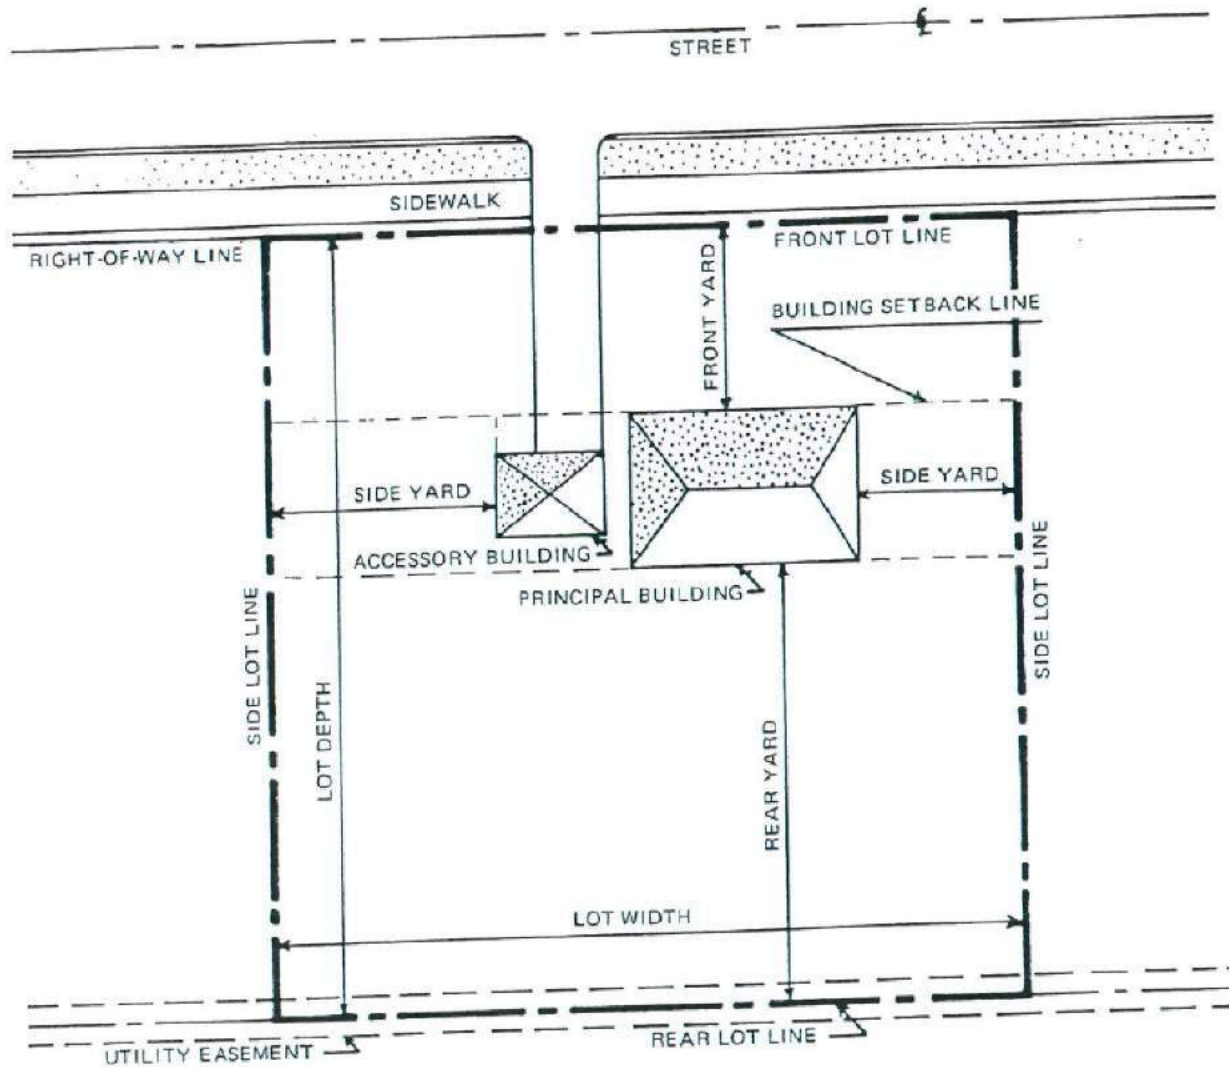 ℄
STREET
SIDEWALK
RIGHT-OF-WAY LINE
FRONT LOT LINE
FRONT YARD
BUILDING SETBACK LINE
SIDE YARD
SIDE YARD
ACCESSORY BUILDING
PRINCIPAL BUILDING
SIDE LOT LINE
LOT DEPTH
REAR YARD
SIDE LOT LINE
LOT WIDTH
UTILITY EASEMENT
REAR LOT LINE